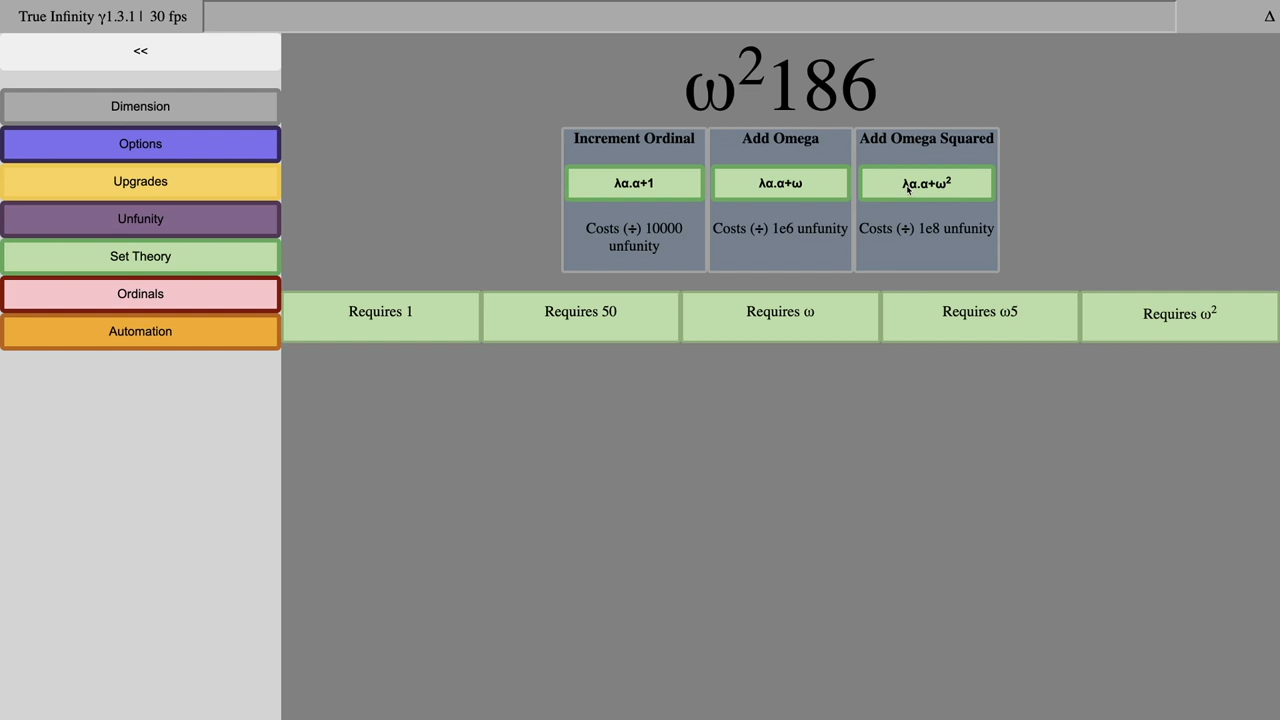 True Infinity γ1.3.1 | 30 fps
Δ
<<
Dimension
Options
Upgrades
Unfunity
Set Theory
Ordinals
Automation
ω²186
Increment Ordinal
λα.α+1
Costs (÷) 10000
unfunity
Add Omega
λα.α+ω
Costs (÷) 1e6 unfunity
Add Omega Squared
λα.α+ω²
Costs (÷) 1e8 unfunity
Requires 1
Requires 50
Requires ω
Requires ω5
Requires ω²